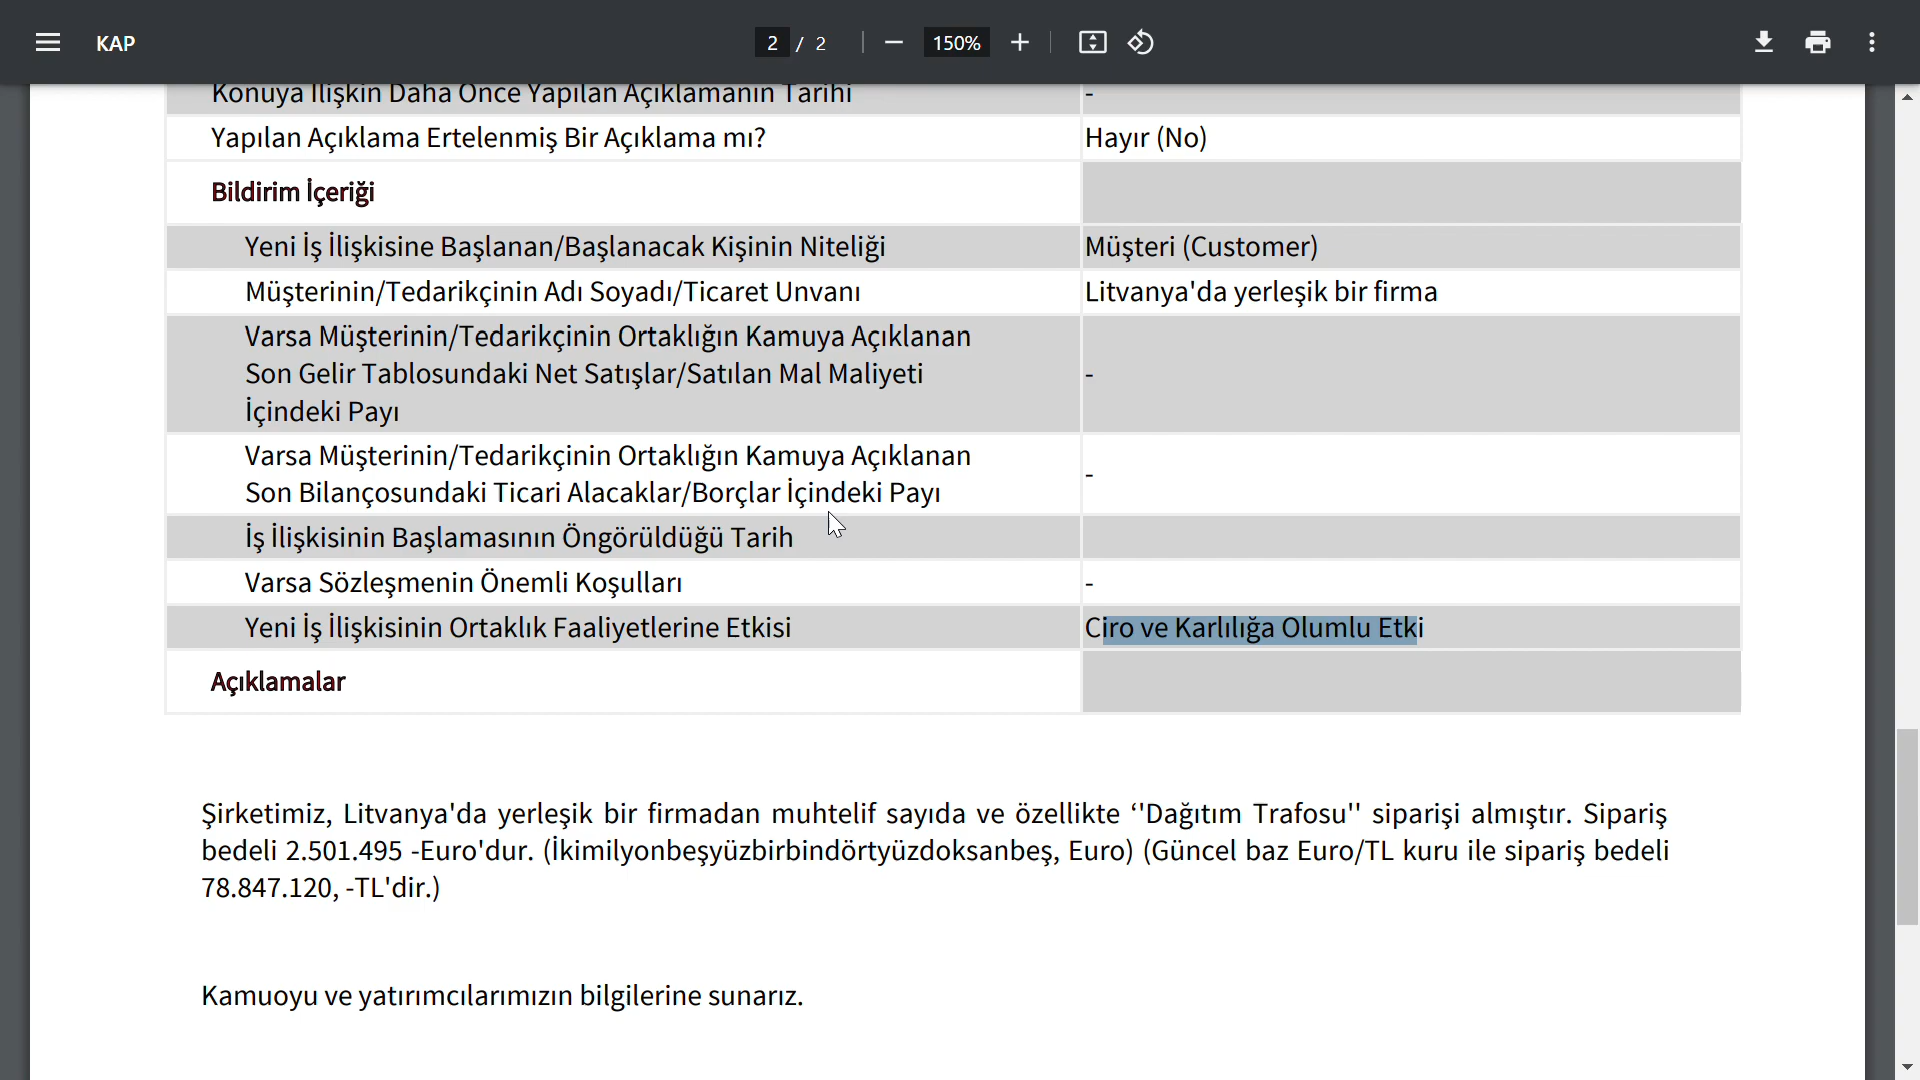 KAP
2 / 2
150%
Konuya İlişkin Daha Önce Yapılan Açıklamanın Tarihi
-
Yapılan Açıklama Ertelenmiş Bir Açıklama mı?
Hayır (No)
Bildirim İçeriği
Yeni İş İlişkisine Başlanan/Başlanacak Kişinin Niteliği
Müşteri (Customer)
Müşterinin/Tedarikçinin Adı Soyadı/Ticaret Unvanı
Litvanya'da yerleşik bir firma
Varsa Müşterinin/Tedarikçinin Ortaklığın Kamuya Açıklanan
Son Gelir Tablosundaki Net Satışlar/Satılan Mal Maliyeti
İçindeki Payı
-
Varsa Müşterinin/Tedarikçinin Ortaklığın Kamuya Açıklanan
Son Bilançosundaki Ticari Alacaklar/Borçlar İçindeki Payı
-
İş İlişkisinin Başlamasının Öngörüldüğü Tarih
Varsa Sözleşmenin Önemli Koşulları
-
Yeni İş İlişkisinin Ortaklık Faaliyetlerine Etkisi
Ciro ve Karlılığa Olumlu Etki
Açıklamalar
Şirketimiz, Litvanya'da yerleşik bir firmadan muhtelif sayıda ve özellikte ‘'Dağıtım Trafosu'' siparişi almıştır. Sipariş
bedeli 2.501.495 -Euro'dur. (İkimilyonbeşyüzbirbindörtyüzdoksanbeş, Euro) (Güncel baz Euro/TL kuru ile sipariş bedeli
78.847.120, -TL'dir.)
Kamuoyu ve yatırımcılarımızın bilgilerine sunarız.